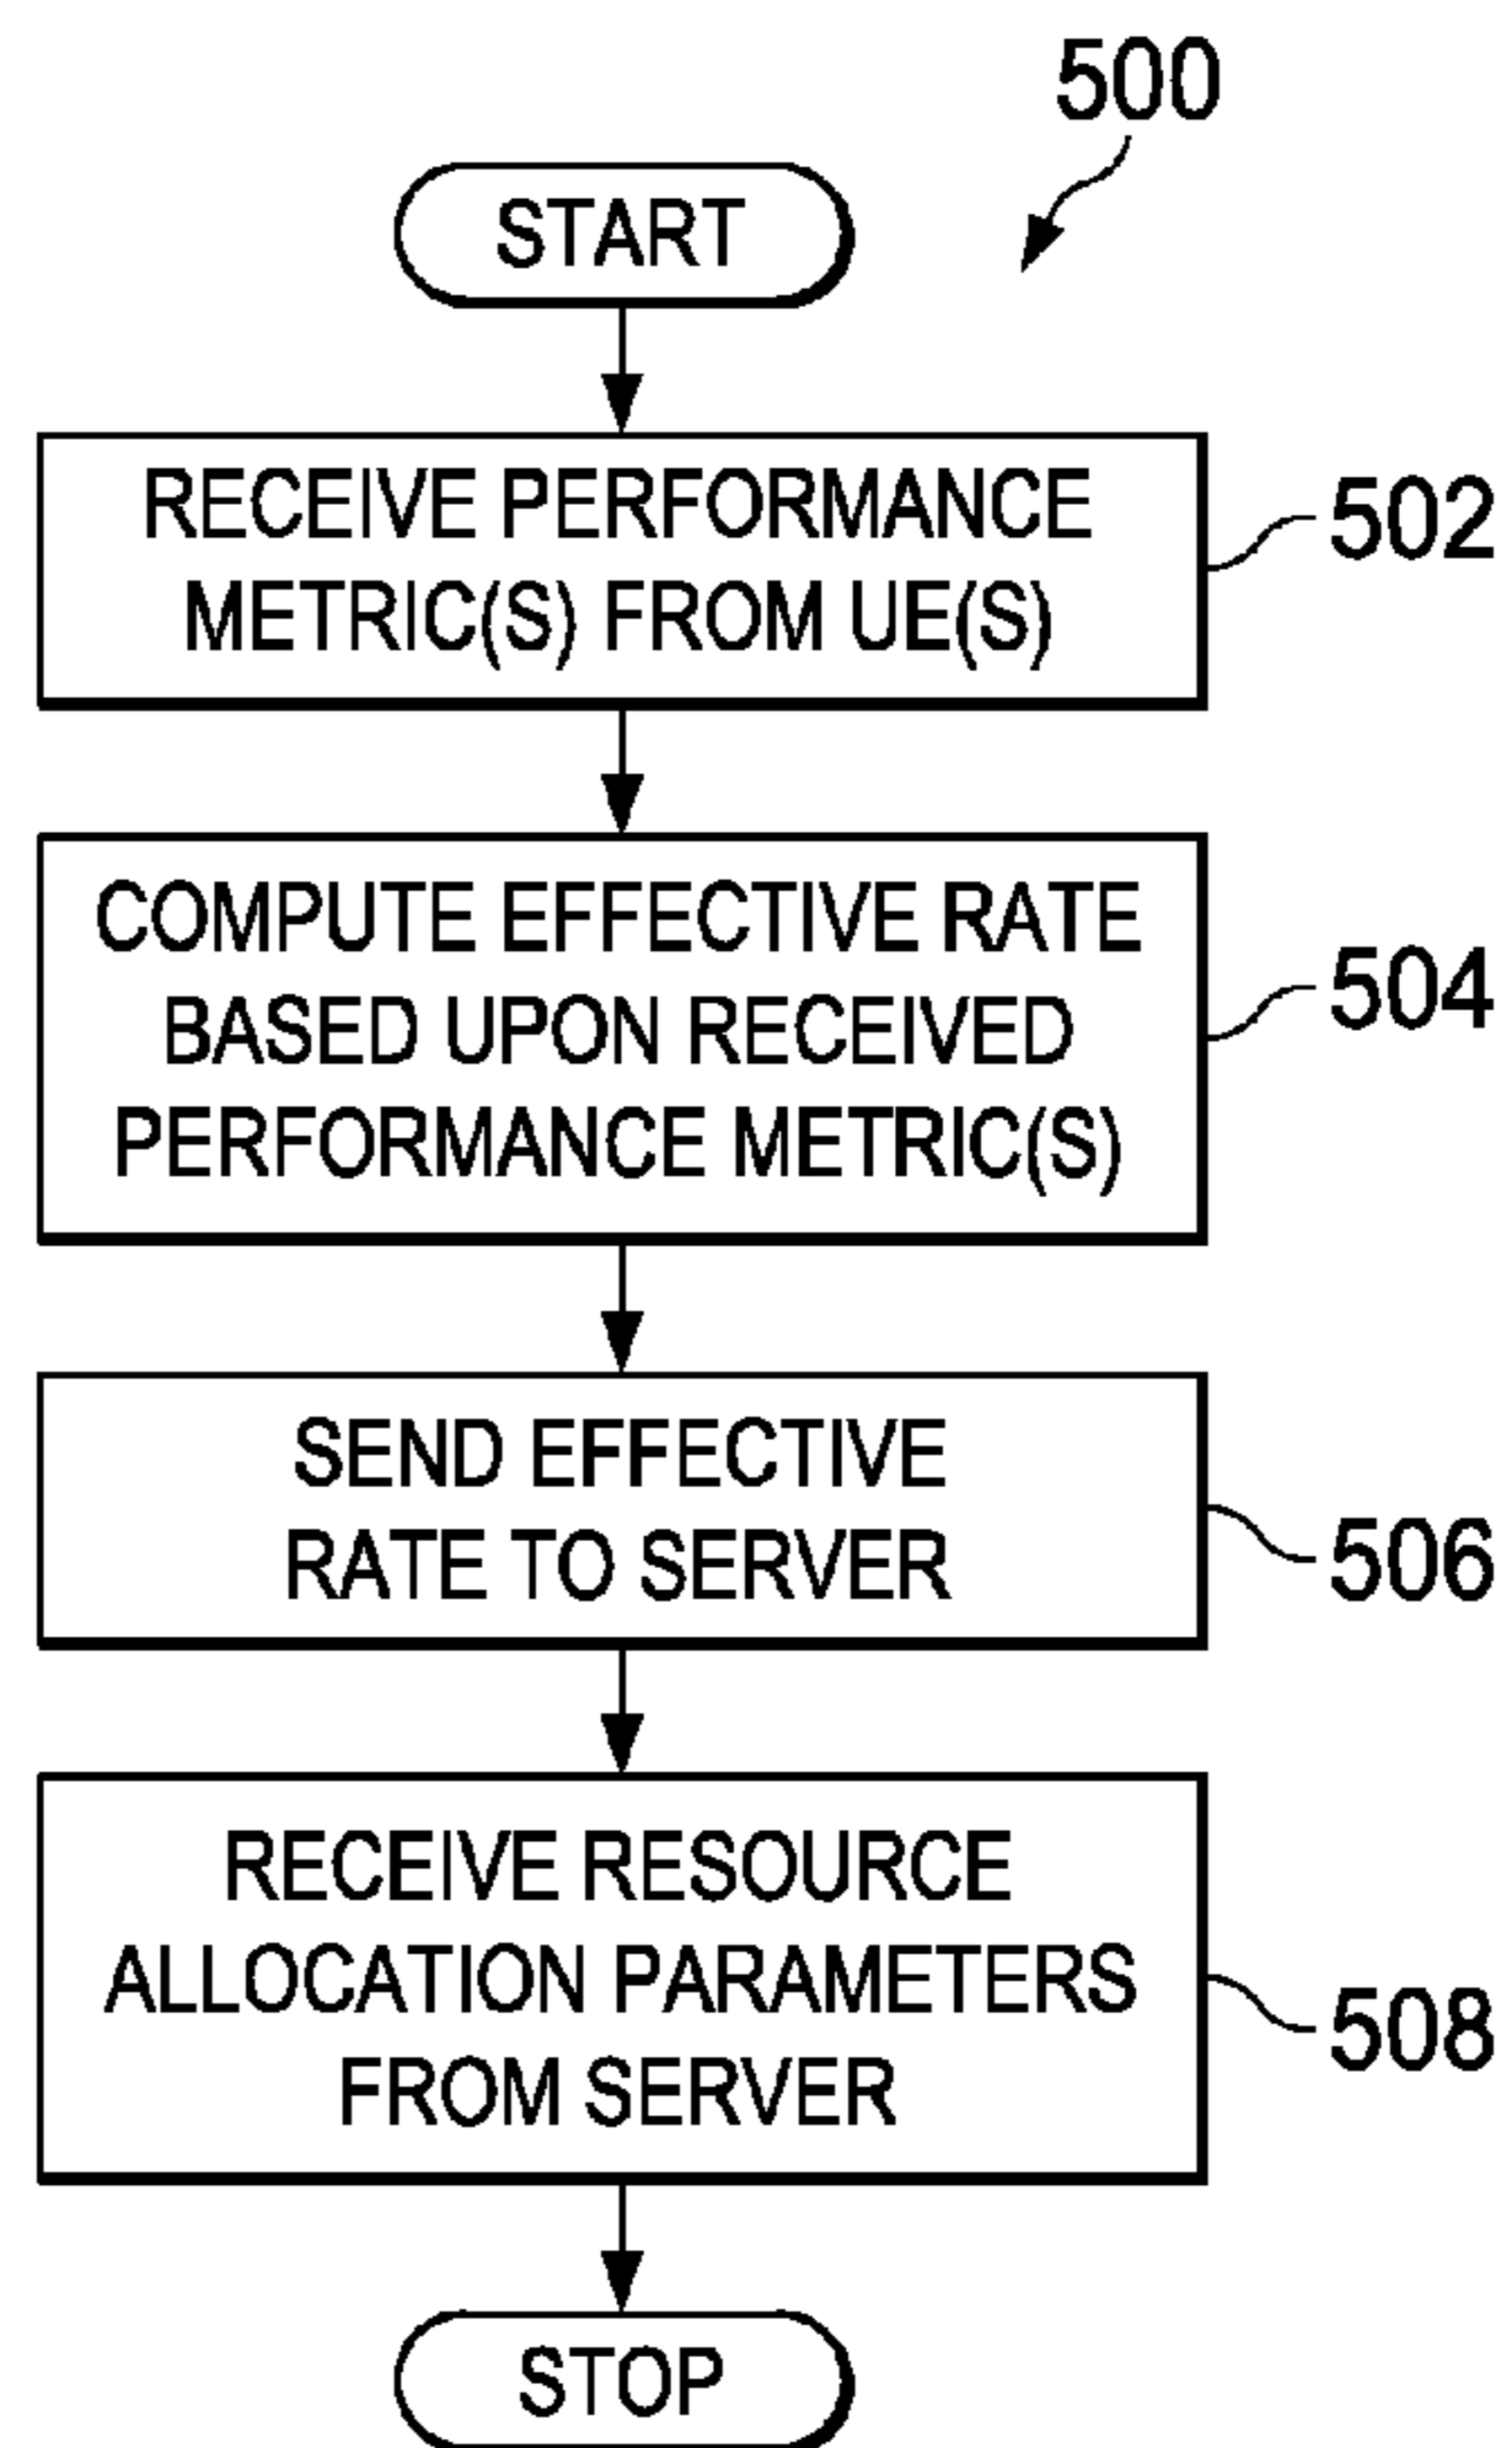 500
START
RECEIVE PERFORMANCE
METRIC(S) FROM UE(S)
502
COMPUTE EFFECTIVE RATE
BASED UPON RECEIVED
PERFORMANCE METRIC(S)
504
SEND EFFECTIVE
RATE TO SERVER
506
RECEIVE RESOURCE
ALLOCATION PARAMETERS
FROM SERVER
508
STOP